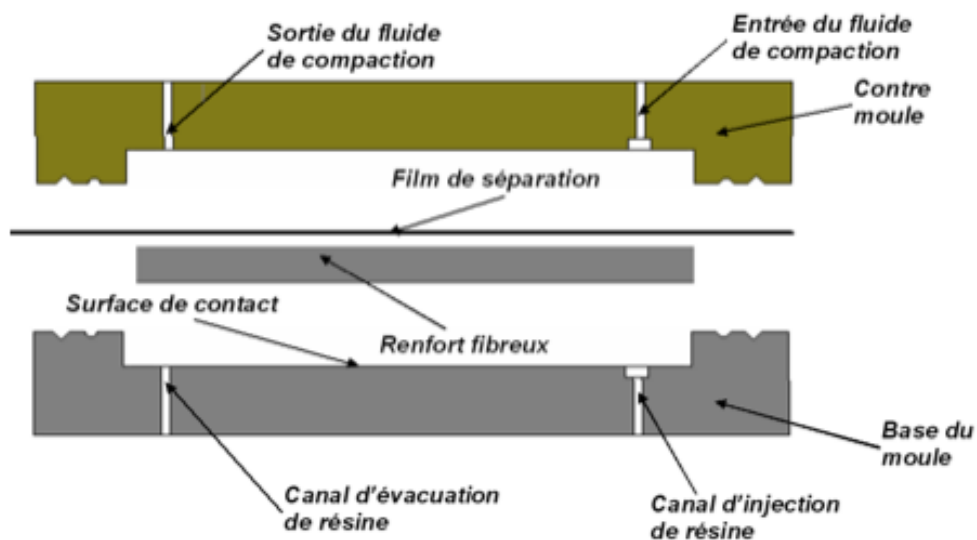 Sortie du fluide
de compaction
Entrée du fluide
de compaction
Contre
moule
Film de séparation
Surface de contact
Renfort fibreux
Base du
moule
Canal d'évacuation
de résine
Canal d'injection
de résine